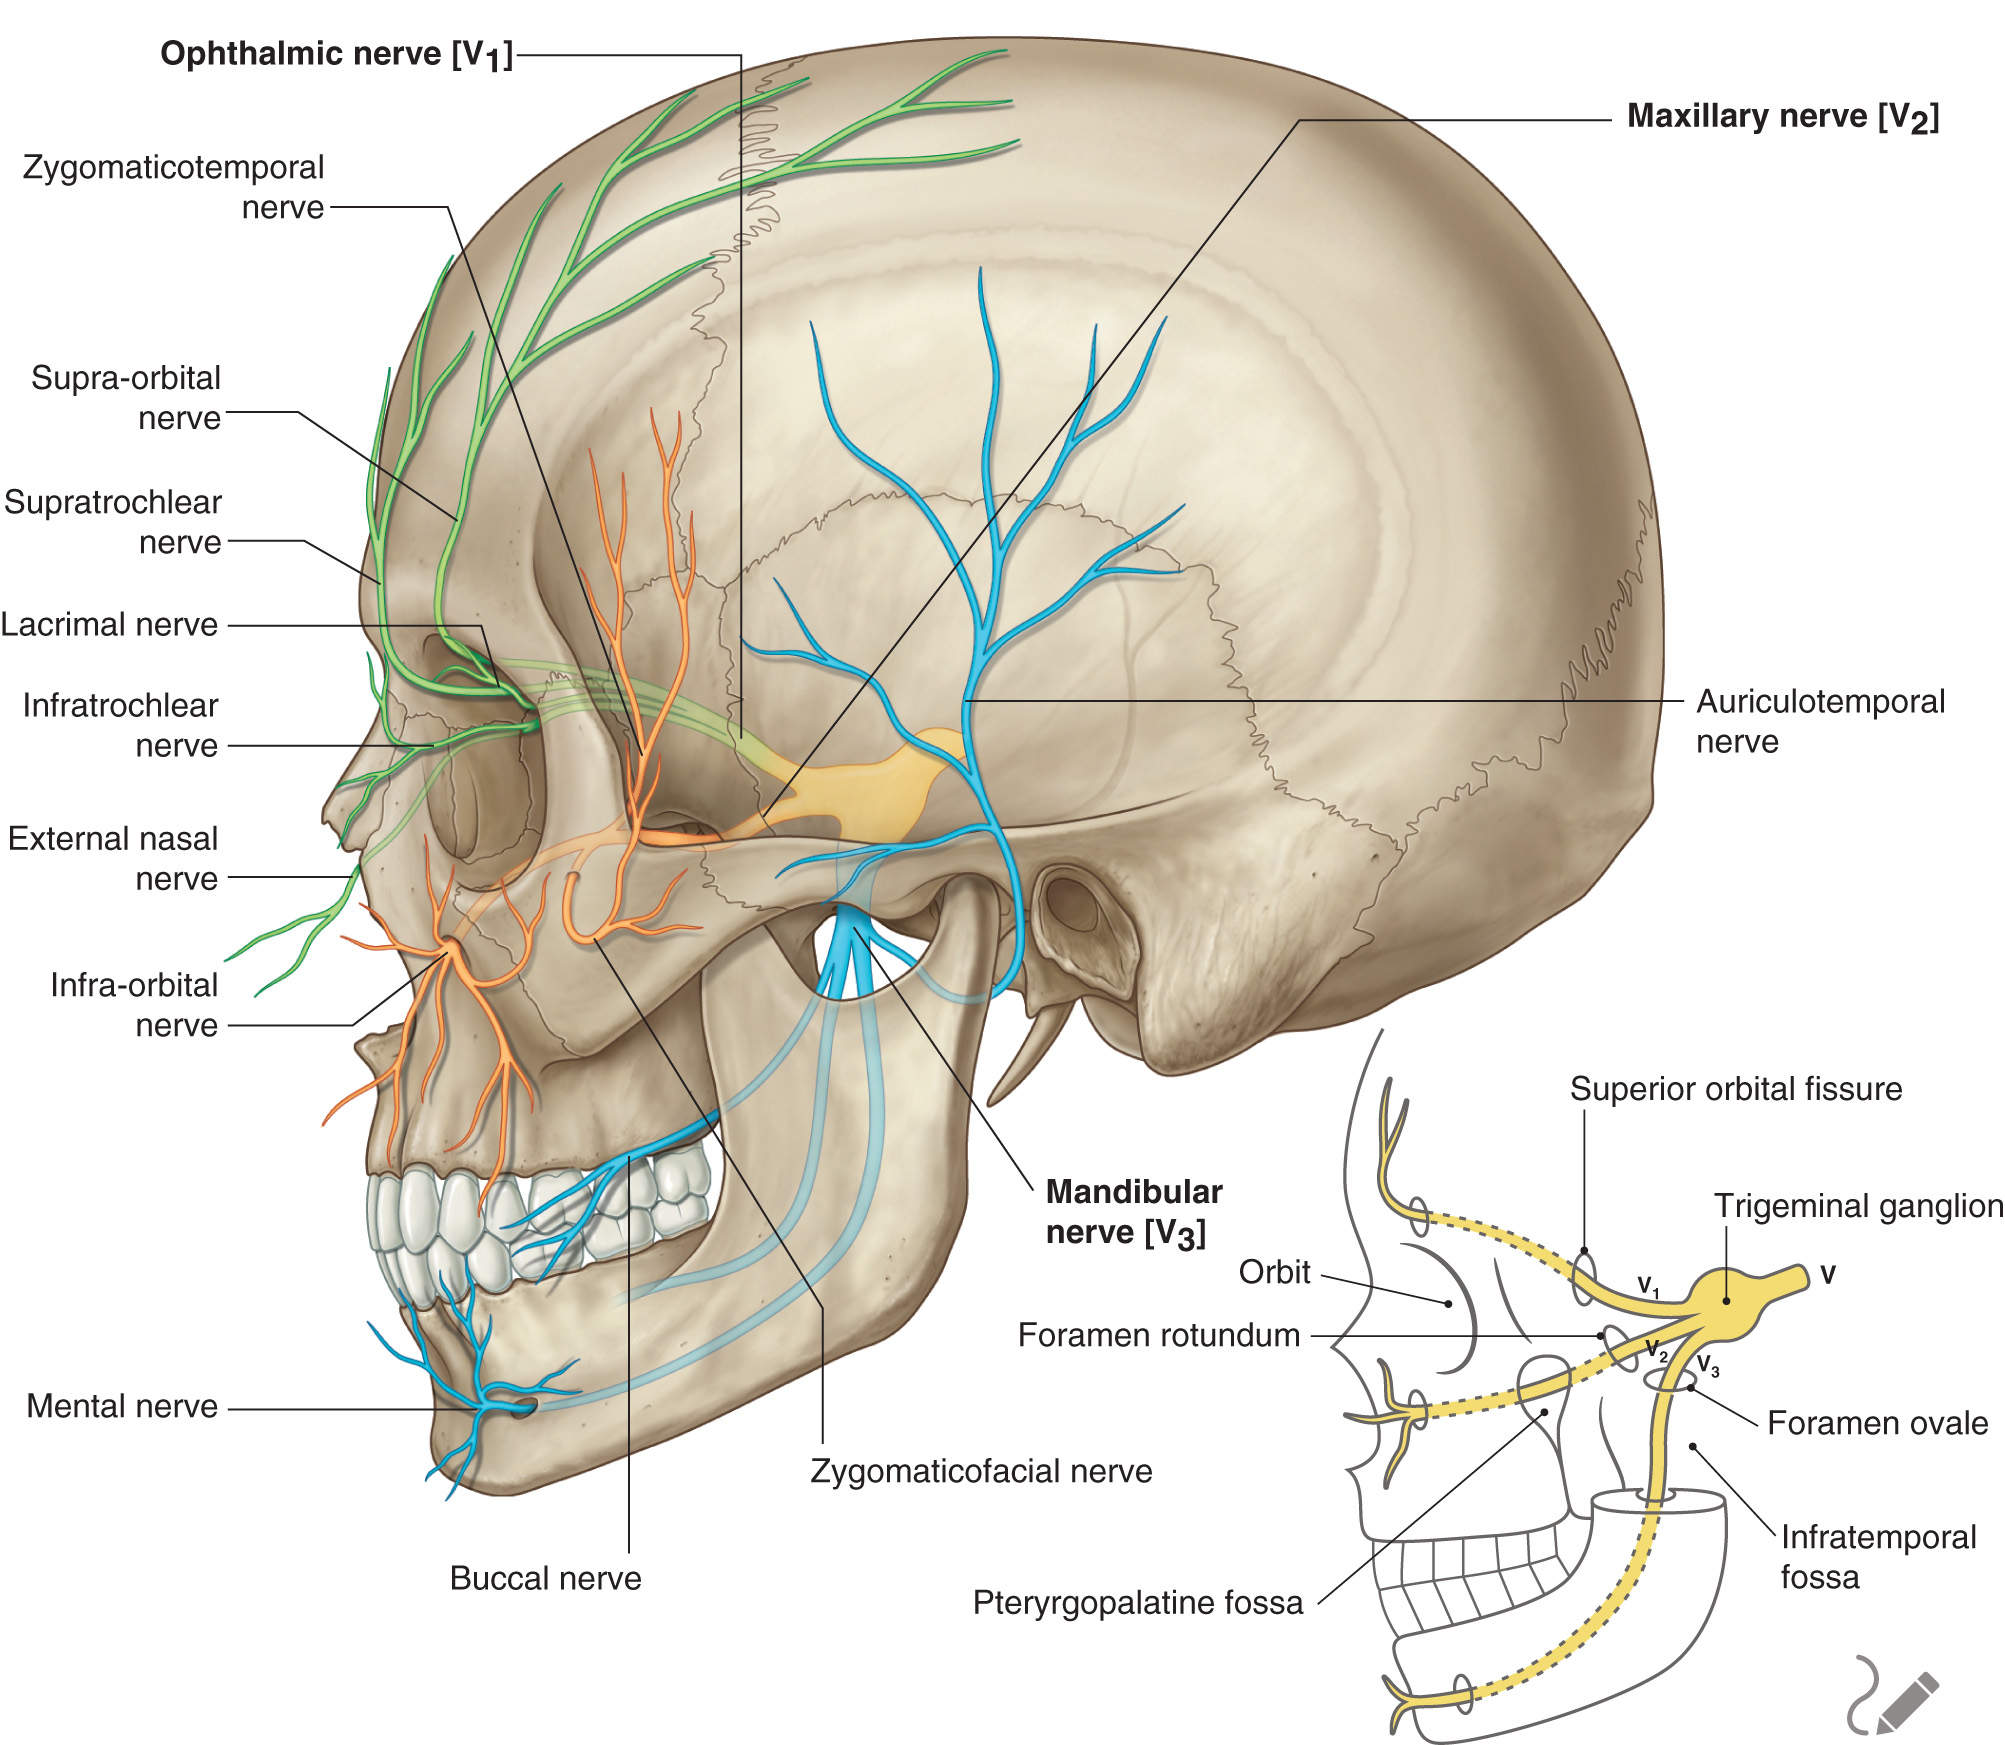 Ophthalmic nerve [V1]
Maxillary nerve [V2]
Zygomaticotemporal
nerve
Supra-orbital
nerve
Supratrochlear
nerve
Lacrimal nerve
Infratrochlear
nerve
Auriculotemporal
nerve
External nasal
nerve
Infra-orbital
nerve
Mandibular
nerve [V3]
Mental nerve
Zygomaticofacial nerve
Buccal nerve
Superior orbital fissure
Trigeminal ganglion
Orbit
V1
V
Foramen rotundum
V2
V3
Foramen ovale
Infratemporal
fossa
Pteryrgopalatine fossa